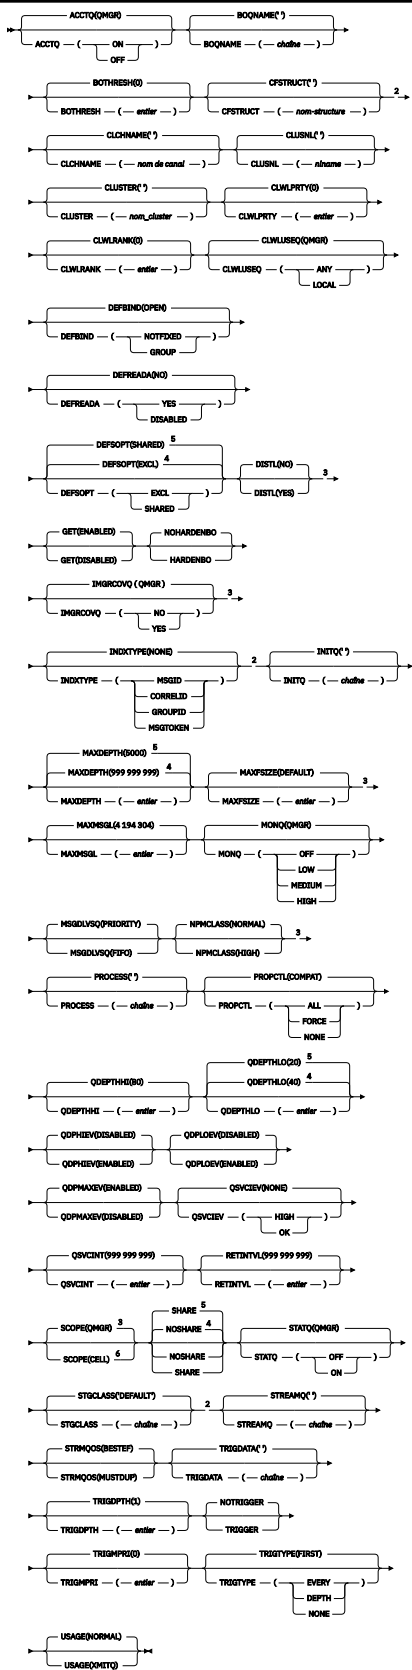 ACCTQ(QMGR) BOQNAME(' ')
ACCTQ ( ON ) BOQNAME ( chaîne )
OFF
BOTHRESH(0) CFSTRUCT(' ') 2
BOTHRESH ( entier ) CFSTRUCT ( nom-structure )
CLCHNAME(' ') CLUSNL(' ')
CLCHNAME ( nom de canal ) CLUSNL ( nlname )
CLUSTER(' ') CLWLPRTY(0)
CLUSTER ( nom_cluster ) CLWLPRTY ( entier )
CLWLRANK(0) CLWLUSEQ(QMGR)
CLWLRANK ( entier ) CLWLUSEQ ( ANY )
LOCAL
DEFBIND(OPEN)
DEFBIND ( NOTFIXED )
GROUP
DEFREADA(NO)
DEFREADA ( YES )
DISABLED
DEFSOPT(SHARED) 5
DEFSOPT(EXCL) 4 DISTL(NO) 3
DEFSOPT ( EXCL ) DISTL(YES)
SHARED
GET(ENABLED) NOHARDENBO
GET(DISABLED) HARDENBO
IMGRCOVQ ( QMGR ) 3
IMGRCOVQ ( NO )
YES
INDXTYPE(NONE) 2 INITQ(' ')
INDXTYPE ( MSGID ) INITQ ( chaîne )
CORRELID
GROUPID
MSGTOKEN
MAXDEPTH(5000) 5
MAXDEPTH(999 999 999) 4 MAXFSIZE(DEFAULT) 3
MAXDEPTH ( entier ) MAXFSIZE ( entier )
MAXMSGL(4 194 304) MONQ(QMGR)
MAXMSGL ( entier ) MONQ ( OFF )
LOW
MEDIUM
HIGH
MSGDLVSQ(PRIORITY) NPMCLASS(NORMAL) 3
MSGDLVSQ(FIFO) NPMCLASS(HIGH)
PROCESS(' ') PROPCTL(COMPAT)
PROCESS ( chaîne ) PROPCTL ( ALL )
FORCE
NONE
QDEPTHLO(20) 5
QDEPTHHI(80) QDEPTHLO(40) 4
QDEPTHHI ( entier ) QDEPTHLO ( entier )
QDPHIEV(DISABLED) QDPLOEV(DISABLED)
QDPHIEV(ENABLED) QDPLOEV(ENABLED)
QDPMAXEV(ENABLED) QSVCIEV(NONE)
QDPMAXEV(DISABLED) QSVCIEV ( HIGH )
OK
QSVCINT(999 999 999) RETINTVL(999 999 999)
QSVCINT ( entier ) RETINTVL ( entier )
SHARE 5
SCOPE(QMGR) 3 NOSHARE 4 STATQ(QMGR)
SCOPE(CELL) 6 NOSHARE STATQ ( OFF )
SHARE ON
STGCLASS('DEFAULT') 2 STREAMQ(' ')
STGCLASS ( chaîne ) STREAMQ ( chaîne )
STRMQOS(BESTEF) TRIGDATA(' ')
STRMQOS(MUSTDUP) TRIGDATA ( chaîne )
TRIGDPTH(1) NOTRIGGER
TRIGDPTH ( entier ) TRIGGER
TRIGMPRI(0) TRIGTYPE(FIRST)
TRIGMPRI ( entier ) TRIGTYPE ( EVERY )
DEPTH
NONE
USAGE(NORMAL)
USAGE(XMITQ)